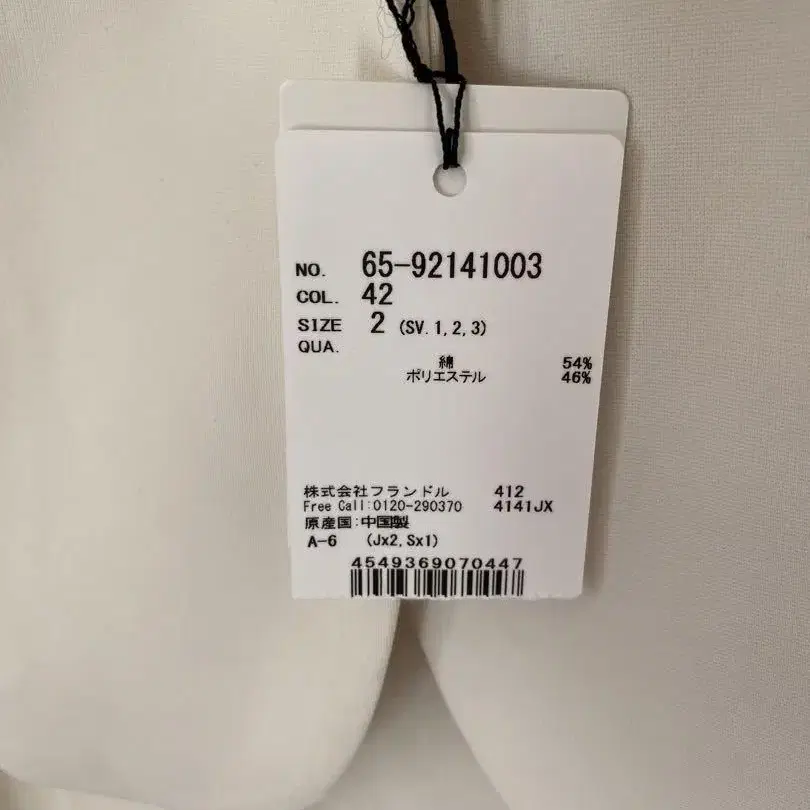 NO. 65-92141003
COL. 42
SIZE 2 (SV.1,2,3)
QUA.
綿 54%
ポリエステル 46%
株式会社フランドル 412
Free Call:0120-290370 4141JX
原産国:中国製
A-6 (Jx2,Sx1)
4549369070447